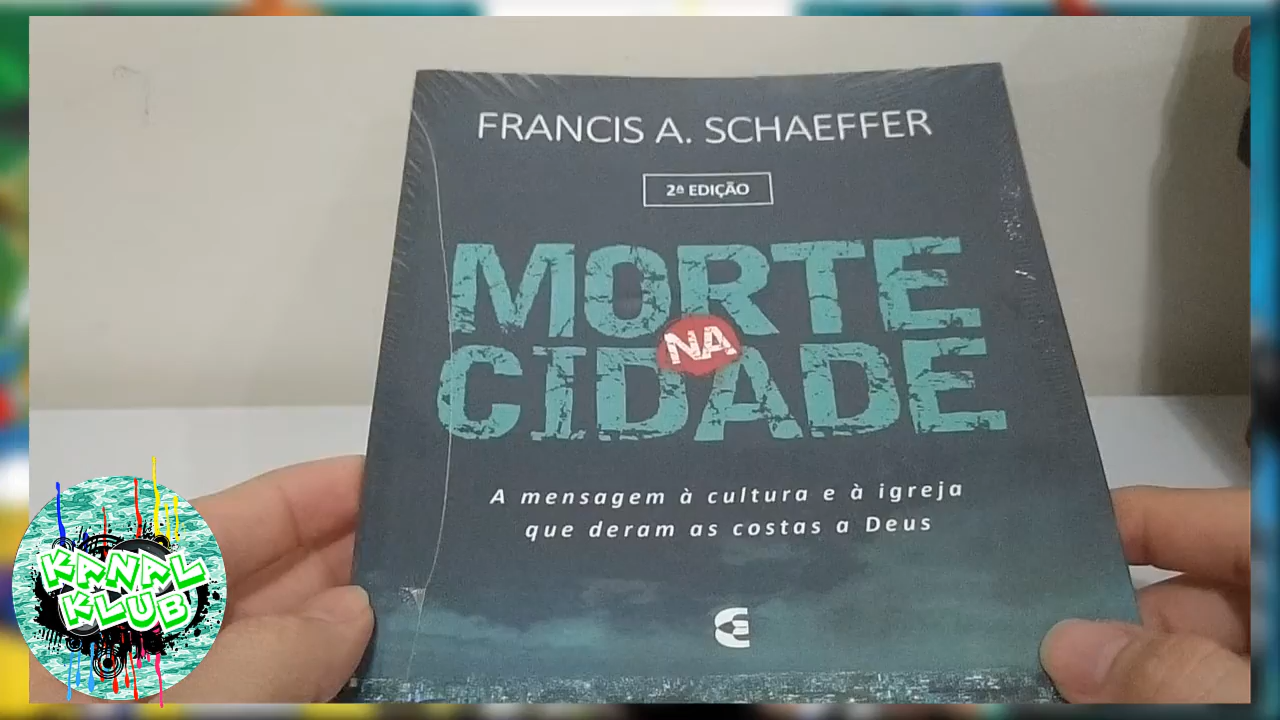 FRANCIS A. SCHAEFFER
2ª EDIÇÃO
MORTE
NA
CIDADE
A mensagem à cultura e à igreja
que deram as costas a Deus
KANAL
KLUB